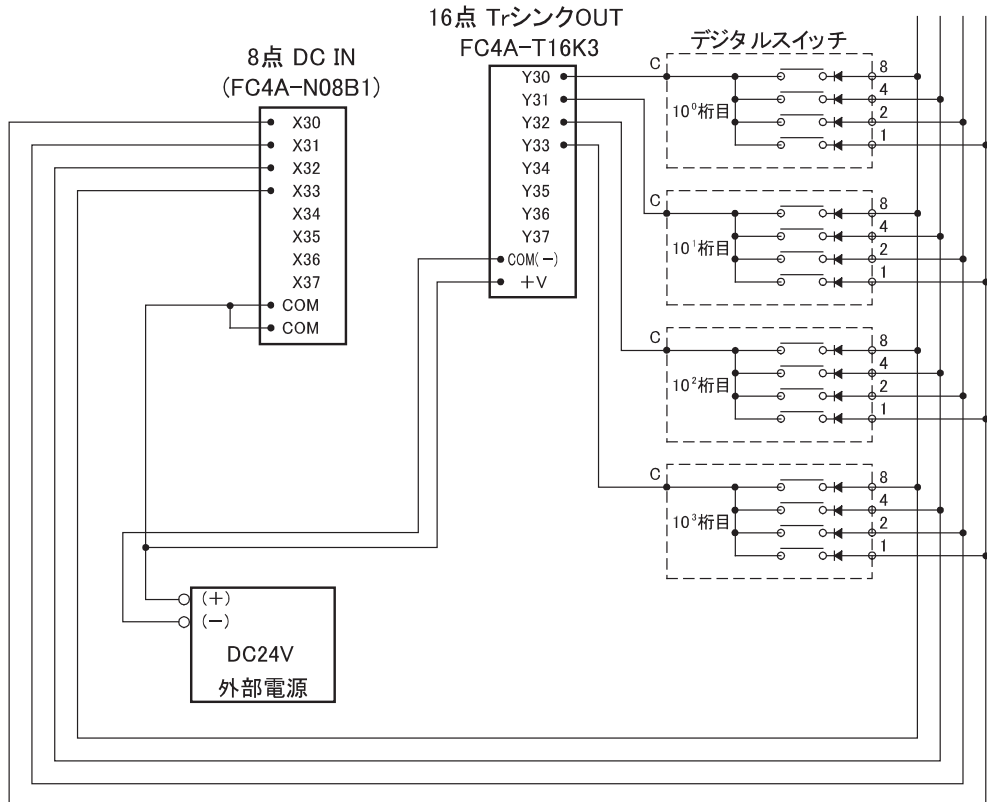 8点 DC IN
(FC4A-N08B1)
X30
X31
X32
X33
X34
X35
X36
X37
COM
COM
16点 TrシンクOUT
FC4A-T16K3
Y30
Y31
Y32
Y33
Y34
Y35
Y36
Y37
COM(-)
+V
デジタルスイッチ
C
10⁰桁目
8
4
2
1
C
10¹桁目
8
4
2
1
C
10²桁目
8
4
2
1
C
10³桁目
8
4
2
1
(+)
(-)
DC24V
外部電源